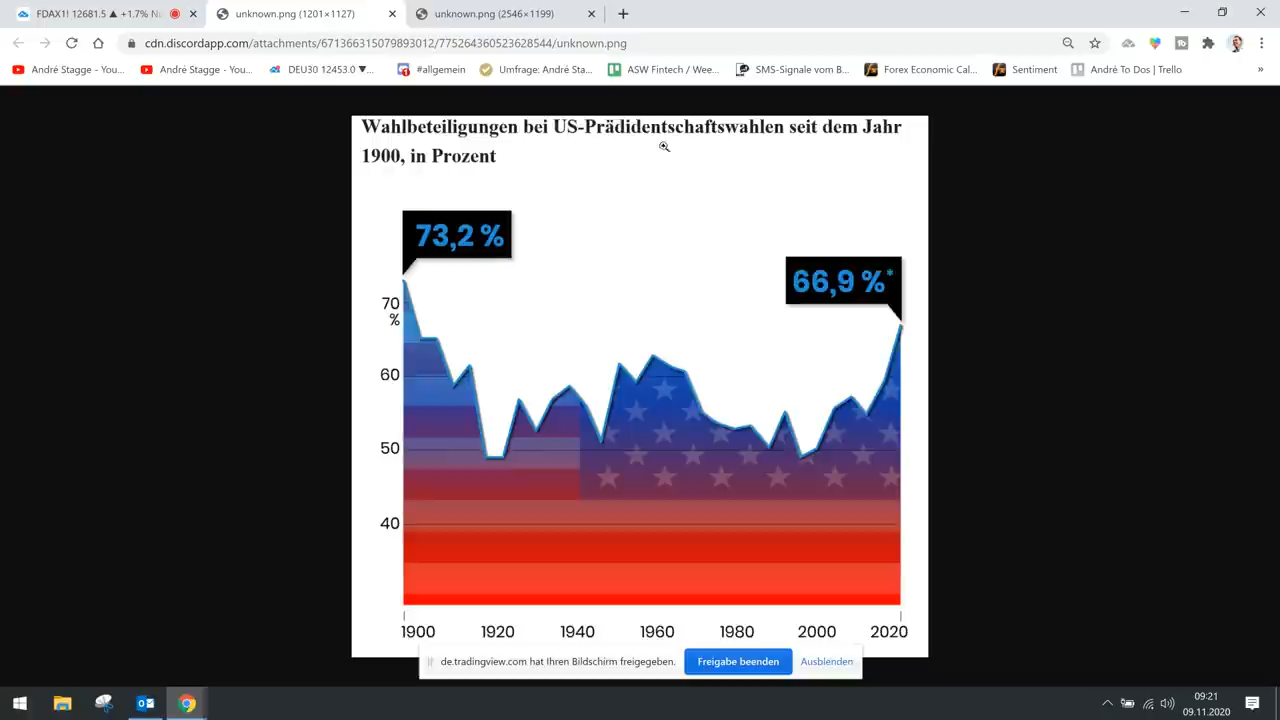 FDAX1! 12681.5 ▲ +1.7% Nu
unknown.png (1201×1127)
unknown.png (2546×1199)
cdn.discordapp.com/attachments/671366315079893012/775264360523628544/unknown.png
André Stagge - You...
André Stagge - You...
DEU30 12453.0 ▼...
#allgemein
Umfrage: André Sta...
ASW Fintech / Wee...
SMS-Signale vom B...
Forex Economic Cal...
Sentiment
André To Dos | Trello
»
Wahlbeteiligungen bei US-Prädidentschaftswahlen seit dem Jahr
1900, in Prozent
73,2 %
66,9 %*
70
%
60
50
40
1900 1920 1940 1960 1980 2000 2020
de.tradingview.com hat Ihren Bildschirm freigegeben.
Freigabe beenden
Ausblenden
09:21
09.11.2020